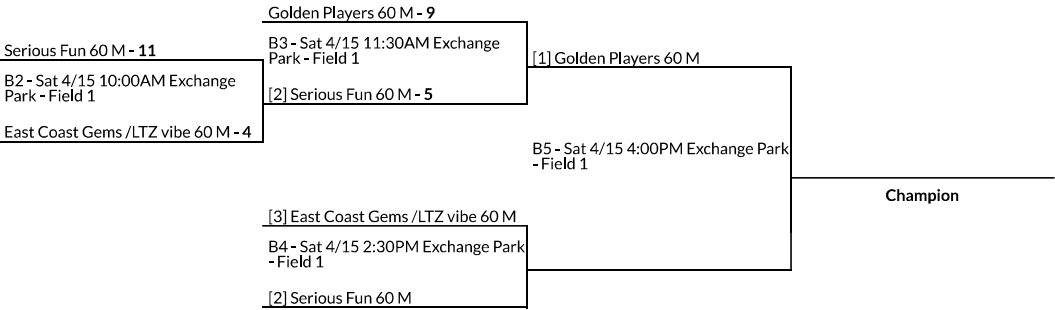 Golden Players 60 M - 9
Serious Fun 60 M - 11
B3 - Sat 4/15 11:30AM Exchange
Park - Field 1
[1] Golden Players 60 M
B2 - Sat 4/15 10:00AM Exchange
Park - Field 1
[2] Serious Fun 60 M - 5
East Coast Gems /LTZ vibe 60 M - 4
B5 - Sat 4/15 4:00PM Exchange Park
- Field 1
Champion
[3] East Coast Gems /LTZ vibe 60 M
B4 - Sat 4/15 2:30PM Exchange Park
- Field 1
[2] Serious Fun 60 M